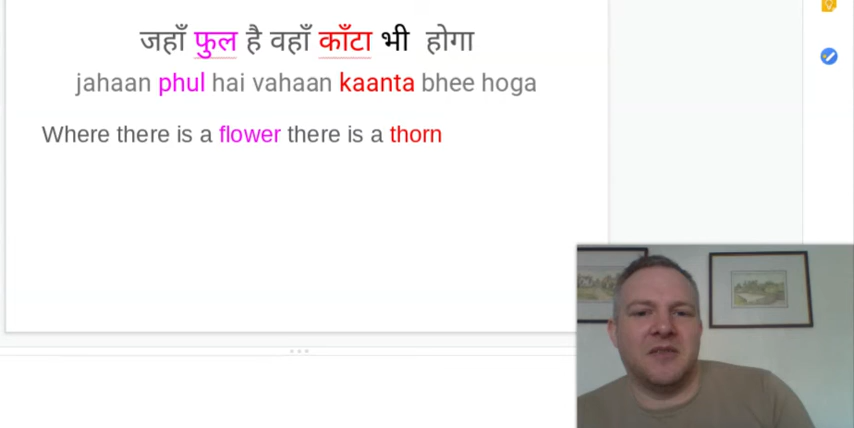 जहाँ फुल है वहाँ काँटा भी होगा
jahaan phul hai vahaan kaanta bhee hoga
Where there is a flower there is a thorn